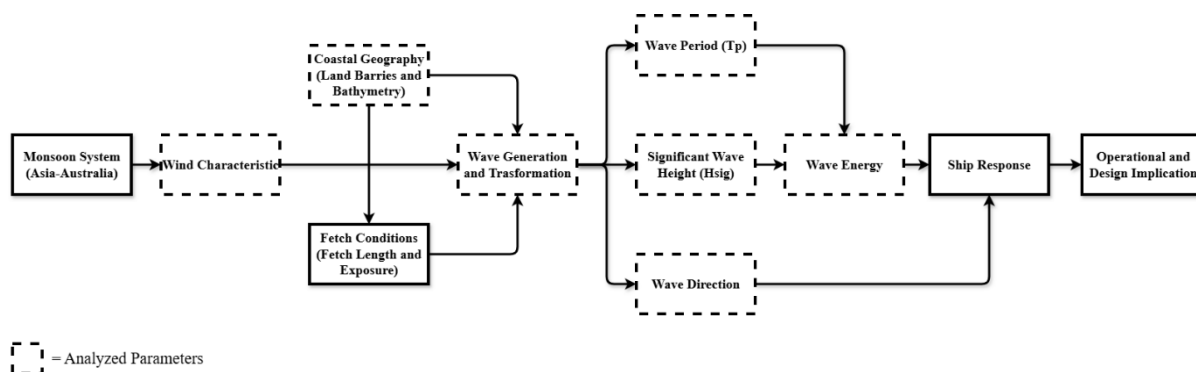 Wave Period (Tp)
Coastal Geography
(Land Barries and
Bathymetry)
Monsoon System
(Asia-Australia)
Wind Characteristic
Wave Generation
and Trasformation
Significant Wave
Height (Hsig)
Wave Energy
Ship Response
Operational and
Design Implication
Fetch Conditions
(Fetch Length and
Exposure)
Wave Direction
= Analyzed Parameters